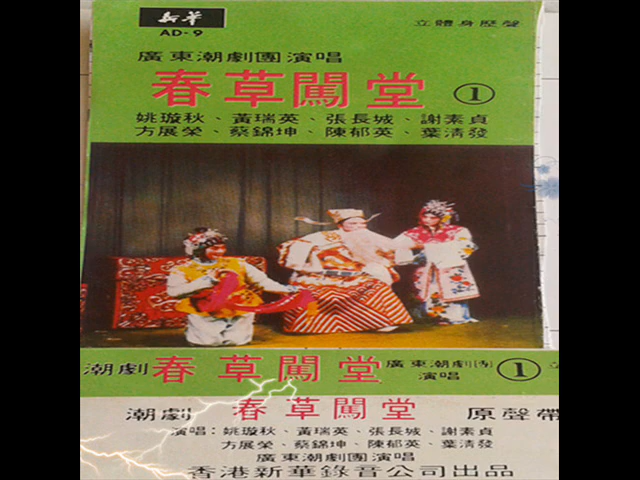 新華
AD-9
立體身歷聲
廣東潮劇團演唱
春草闖堂 ①
姚璇秋、黃瑞英、張長城、謝素貞
方展榮、蔡錦坤、陳郁英、葉清發
潮劇 春草闖堂 廣東潮劇 演唱 ①
潮劇 春草闖堂 原聲帶
演唱：姚璇秋、黃瑞英、張長城、謝素貞
方展榮、蔡錦坤、陳郁英、葉清發
廣東潮劇團演唱
香港新華錄音公司出品